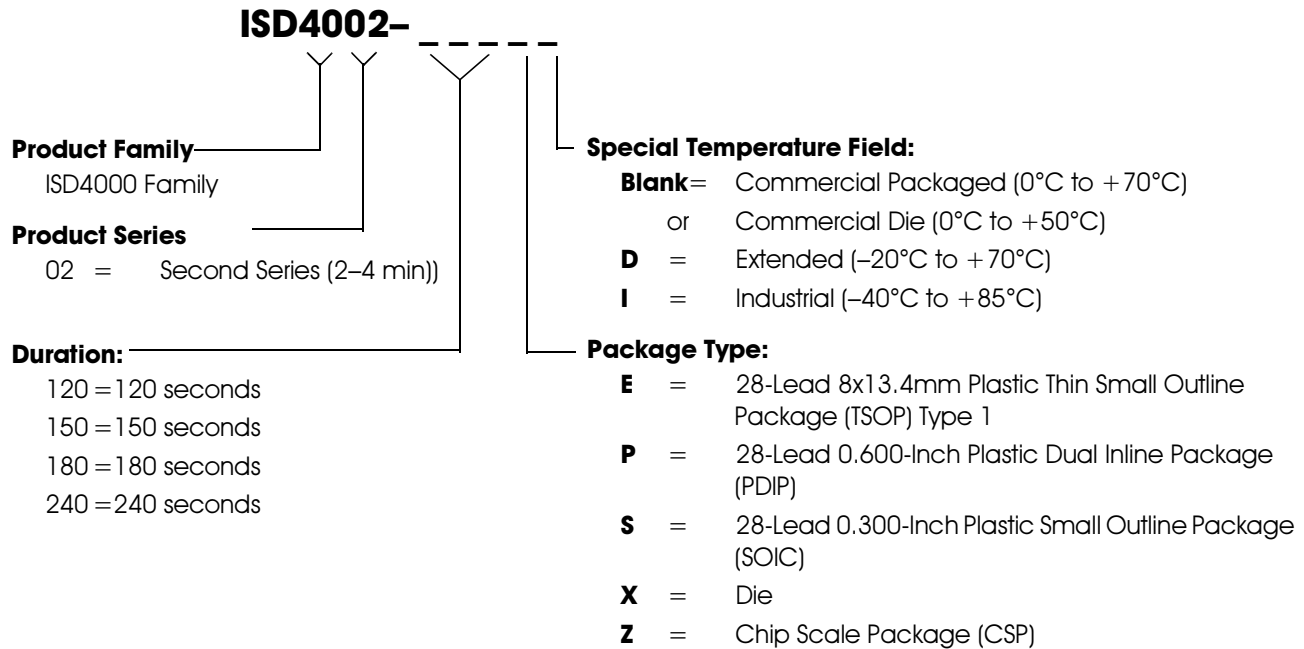 ISD4002– _ _ _ _ _
Product Family
ISD4000 Family
Product Series
02 = Second Series (2–4 min))
Duration:
120=120 seconds
150=150 seconds
180=180 seconds
240=240 seconds
Special Temperature Field:
Blank= Commercial Packaged (0°C to +70°C)
or Commercial Die (0°C to +50°C)
D = Extended (–20°C to +70°C)
I = Industrial (–40°C to +85°C)
Package Type:
E = 28-Lead 8x13.4mm Plastic Thin Small Outline
Package (TSOP) Type 1
P = 28-Lead 0.600-Inch Plastic Dual Inline Package
(PDIP)
S = 28-Lead 0.300-Inch Plastic Small Outline Package
(SOIC)
X = Die
Z = Chip Scale Package (CSP)